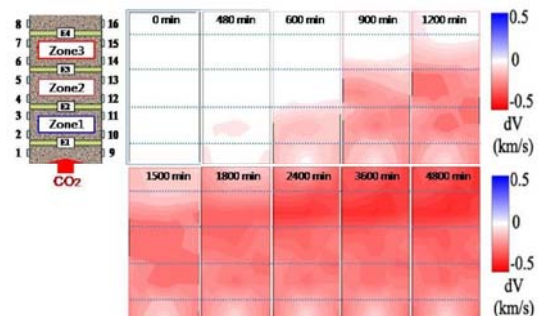 8 16
E4
7 15
Zone3
6 14
E3
5 13
Zone2
4 12
E2
3 11
Zone1
2 10
E1
1 9
CO2
0 min 480 min 600 min 900 min 1200 min
0.5
0
-0.5
dV
(km/s)
1500 min 1800 min 2400 min 3600 min 4800 min
0.5
0
-0.5
dV
(km/s)